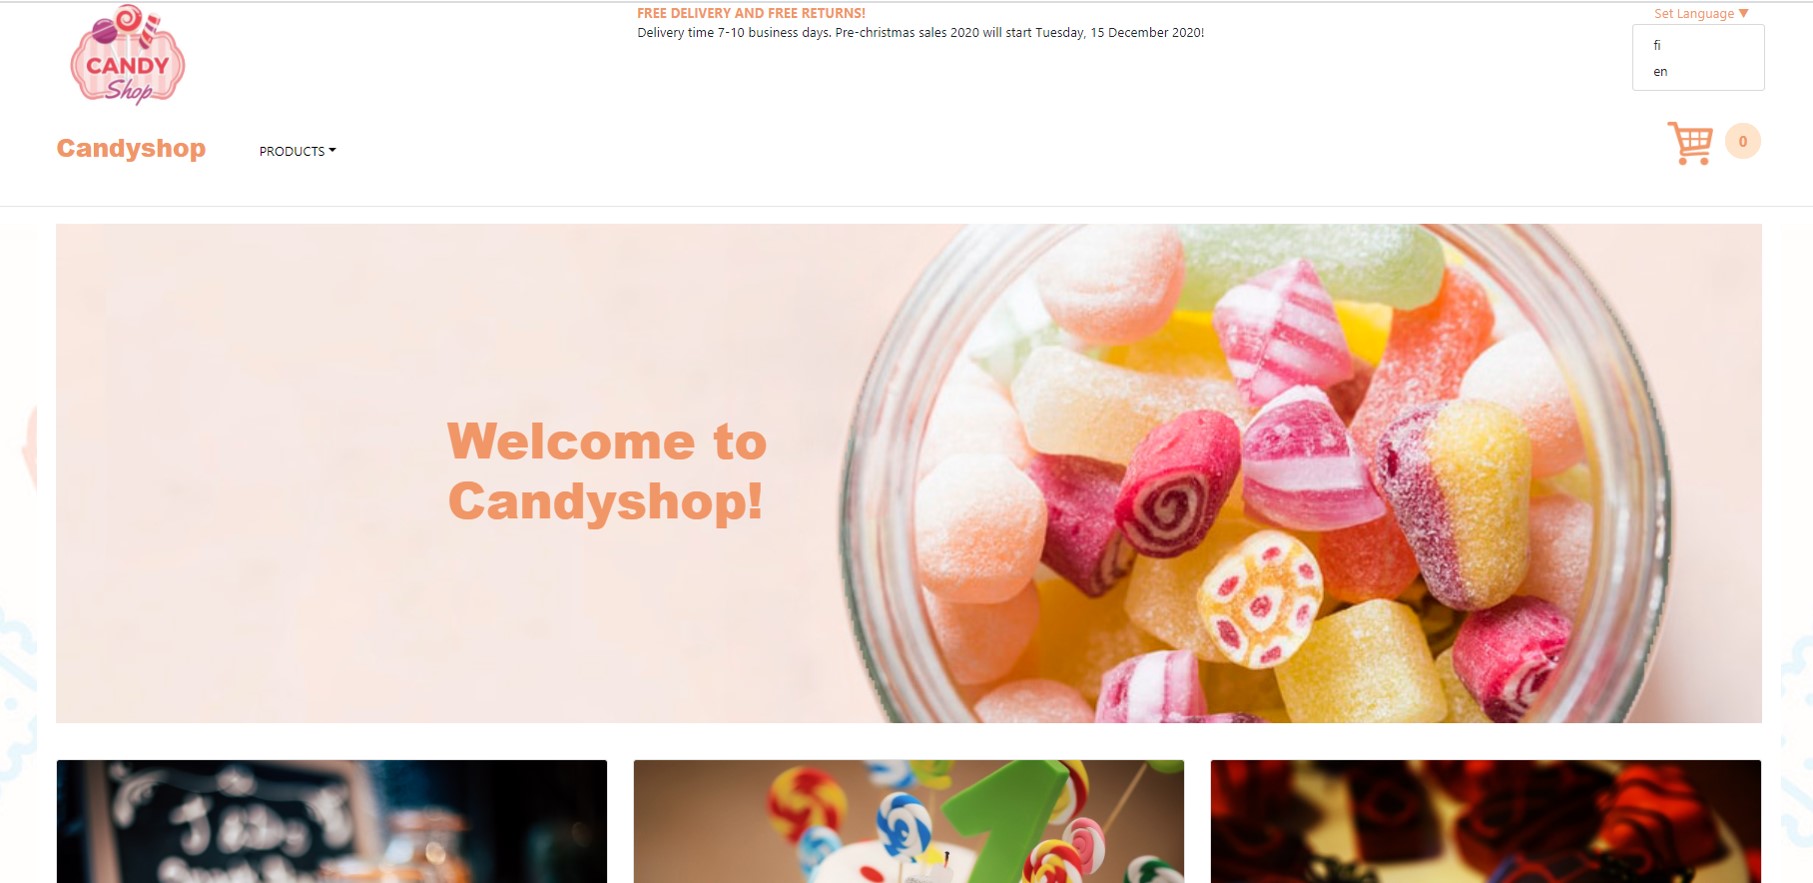 CANDY
Shop
FREE DELIVERY AND FREE RETURNS!
Delivery time 7-10 business days. Pre-christmas sales 2020 will start Tuesday, 15 December 2020!
Set Language ▼
fi
en
Candyshop
PRODUCTS
0
Welcome to
Candyshop!
1